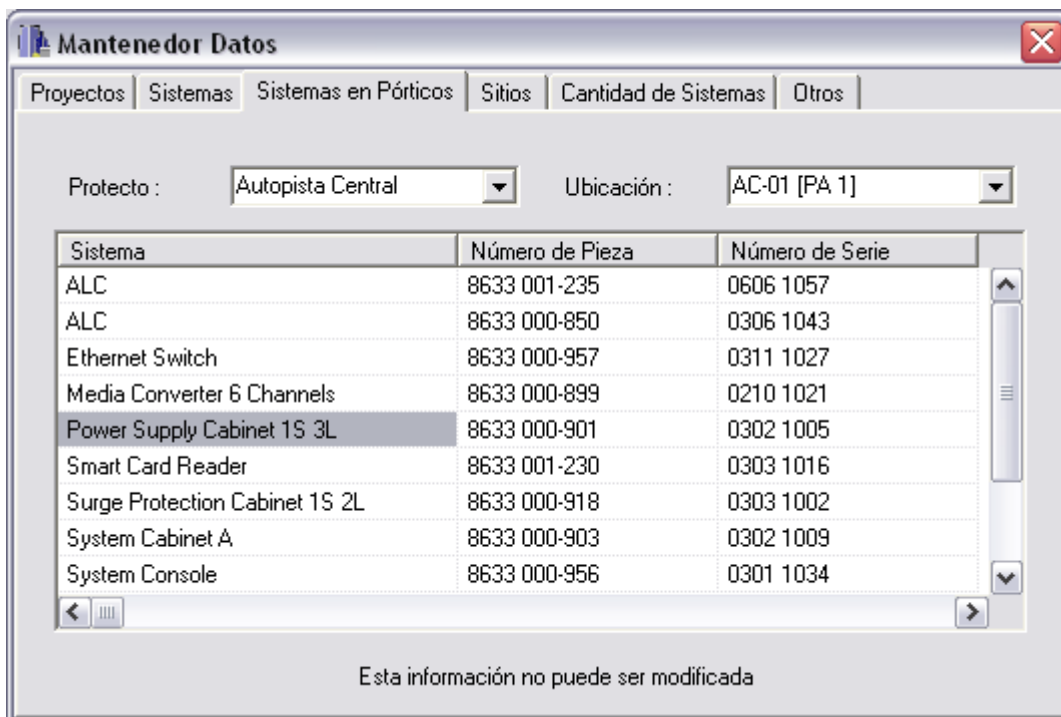 Mantenedor Datos
Proyectos Sistemas Sistemas en Pórticos Sitios Cantidad de Sistemas Otros
Protecto : Autopista Central Ubicación : AC-01 [PA 1]
Sistema Número de Pieza Número de Serie
ALC 8633 001-235 0606 1057
ALC 8633 000-850 0306 1043
Ethernet Switch 8633 000-957 0311 1027
Media Converter 6 Channels 8633 000-899 0210 1021
Power Supply Cabinet 1S 3L 8633 000-901 0302 1005
Smart Card Reader 8633 001-230 0303 1016
Surge Protection Cabinet 1S 2L 8633 000-918 0303 1002
System Cabinet A 8633 000-903 0302 1009
System Console 8633 000-956 0301 1034
Esta información no puede ser modificada